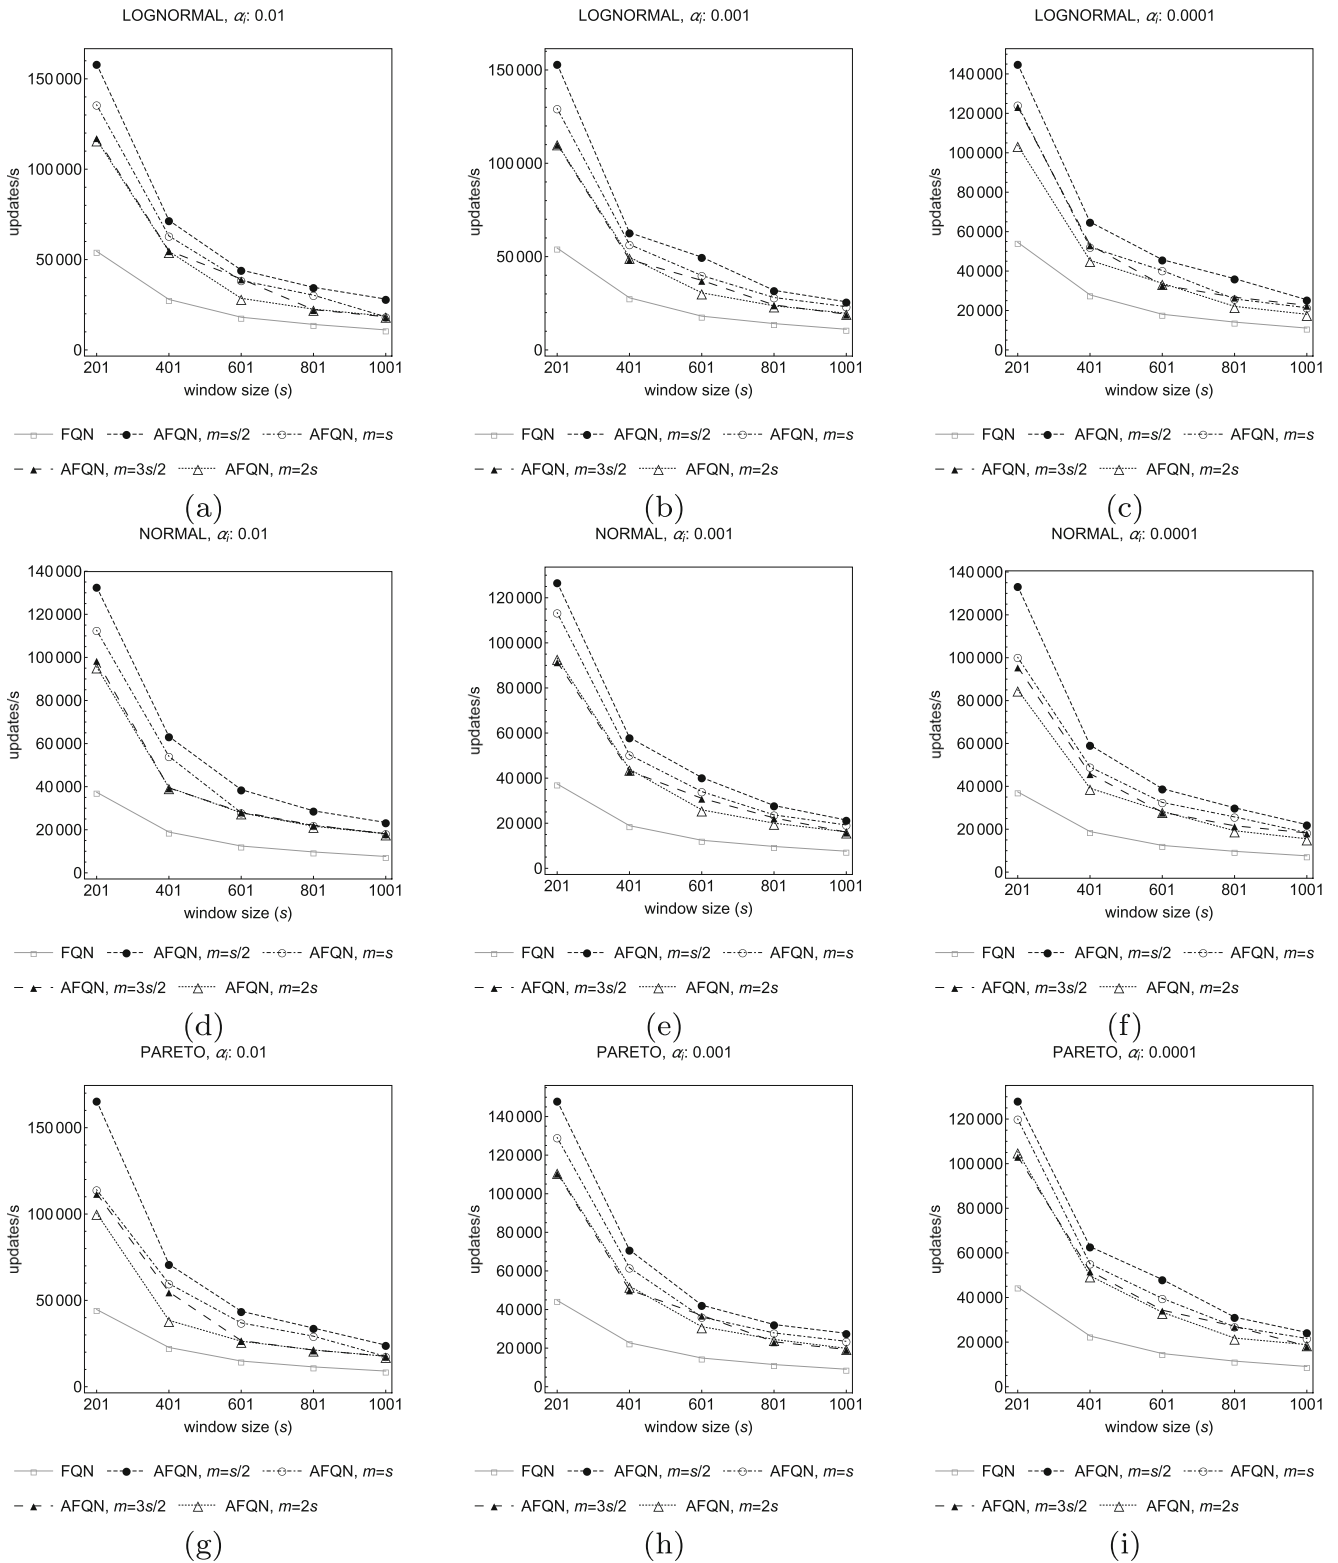 LOGNORMAL, αi: 0.01
updates/s
150 000
100 000
50 000
0
201 401 601 801 1001
window size (s)
FQN AFQN, m=s/2 AFQN, m=s
AFQN, m=3s/2 AFQN, m=2s
(a)
LOGNORMAL, αi: 0.001
updates/s
150 000
100 000
50 000
0
201 401 601 801 1001
window size (s)
FQN AFQN, m=s/2 AFQN, m=s
AFQN, m=3s/2 AFQN, m=2s
(b)
LOGNORMAL, αi: 0.0001
updates/s
140 000
120 000
100 000
80 000
60 000
40 000
20 000
0
201 401 601 801 1001
window size (s)
FQN AFQN, m=s/2 AFQN, m=s
AFQN, m=3s/2 AFQN, m=2s
(c)
NORMAL, αi: 0.01
updates/s
140 000
120 000
100 000
80 000
60 000
40 000
20 000
0
201 401 601 801 1001
window size (s)
FQN AFQN, m=s/2 AFQN, m=s
AFQN, m=3s/2 AFQN, m=2s
(d)
NORMAL, αi: 0.001
updates/s
120 000
100 000
80 000
60 000
40 000
20 000
0
201 401 601 801 1001
window size (s)
FQN AFQN, m=s/2 AFQN, m=s
AFQN, m=3s/2 AFQN, m=2s
(e)
NORMAL, αi: 0.0001
updates/s
140 000
120 000
100 000
80 000
60 000
40 000
20 000
0
201 401 601 801 1001
window size (s)
FQN AFQN, m=s/2 AFQN, m=s
AFQN, m=3s/2 AFQN, m=2s
(f)
PARETO, αi: 0.01
updates/s
150 000
100 000
50 000
0
201 401 601 801 1001
window size (s)
FQN AFQN, m=s/2 AFQN, m=s
AFQN, m=3s/2 AFQN, m=2s
(g)
PARETO, αi: 0.001
updates/s
140 000
120 000
100 000
80 000
60 000
40 000
20 000
0
201 401 601 801 1001
window size (s)
FQN AFQN, m=s/2 AFQN, m=s
AFQN, m=3s/2 AFQN, m=2s
(h)
PARETO, αi: 0.0001
updates/s
120 000
100 000
80 000
60 000
40 000
20 000
0
201 401 601 801 1001
window size (s)
FQN AFQN, m=s/2 AFQN, m=s
AFQN, m=3s/2 AFQN, m=2s
(i)